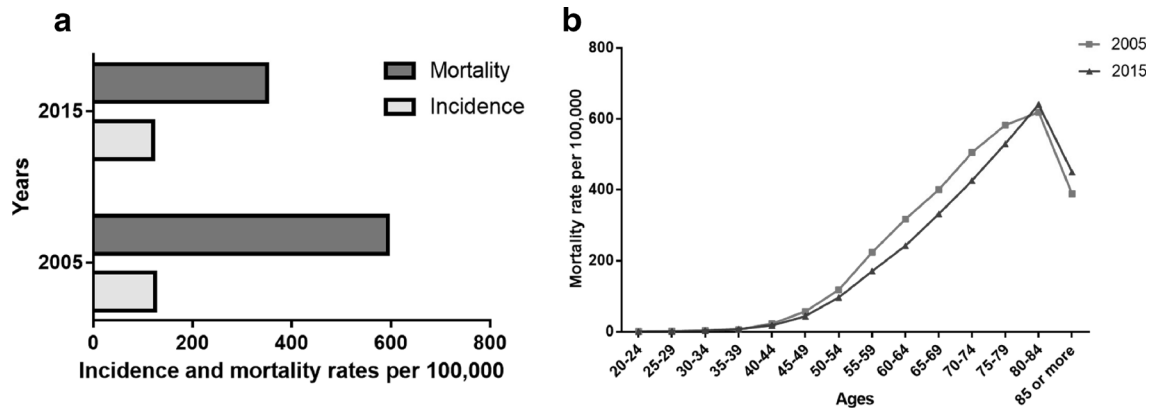 a
Mortality
Incidence
2015
2005
Years
0 200 400 600 800
Incidence and mortality rates per 100,000
b
2005
2015
800
600
400
200
0
Mortality rate per 100,000
20-24 25-29 30-34 35-39 40-44 45-49 50-54 55-59 60-64 65-69 70-74 75-79 80-84 85 or more
Ages